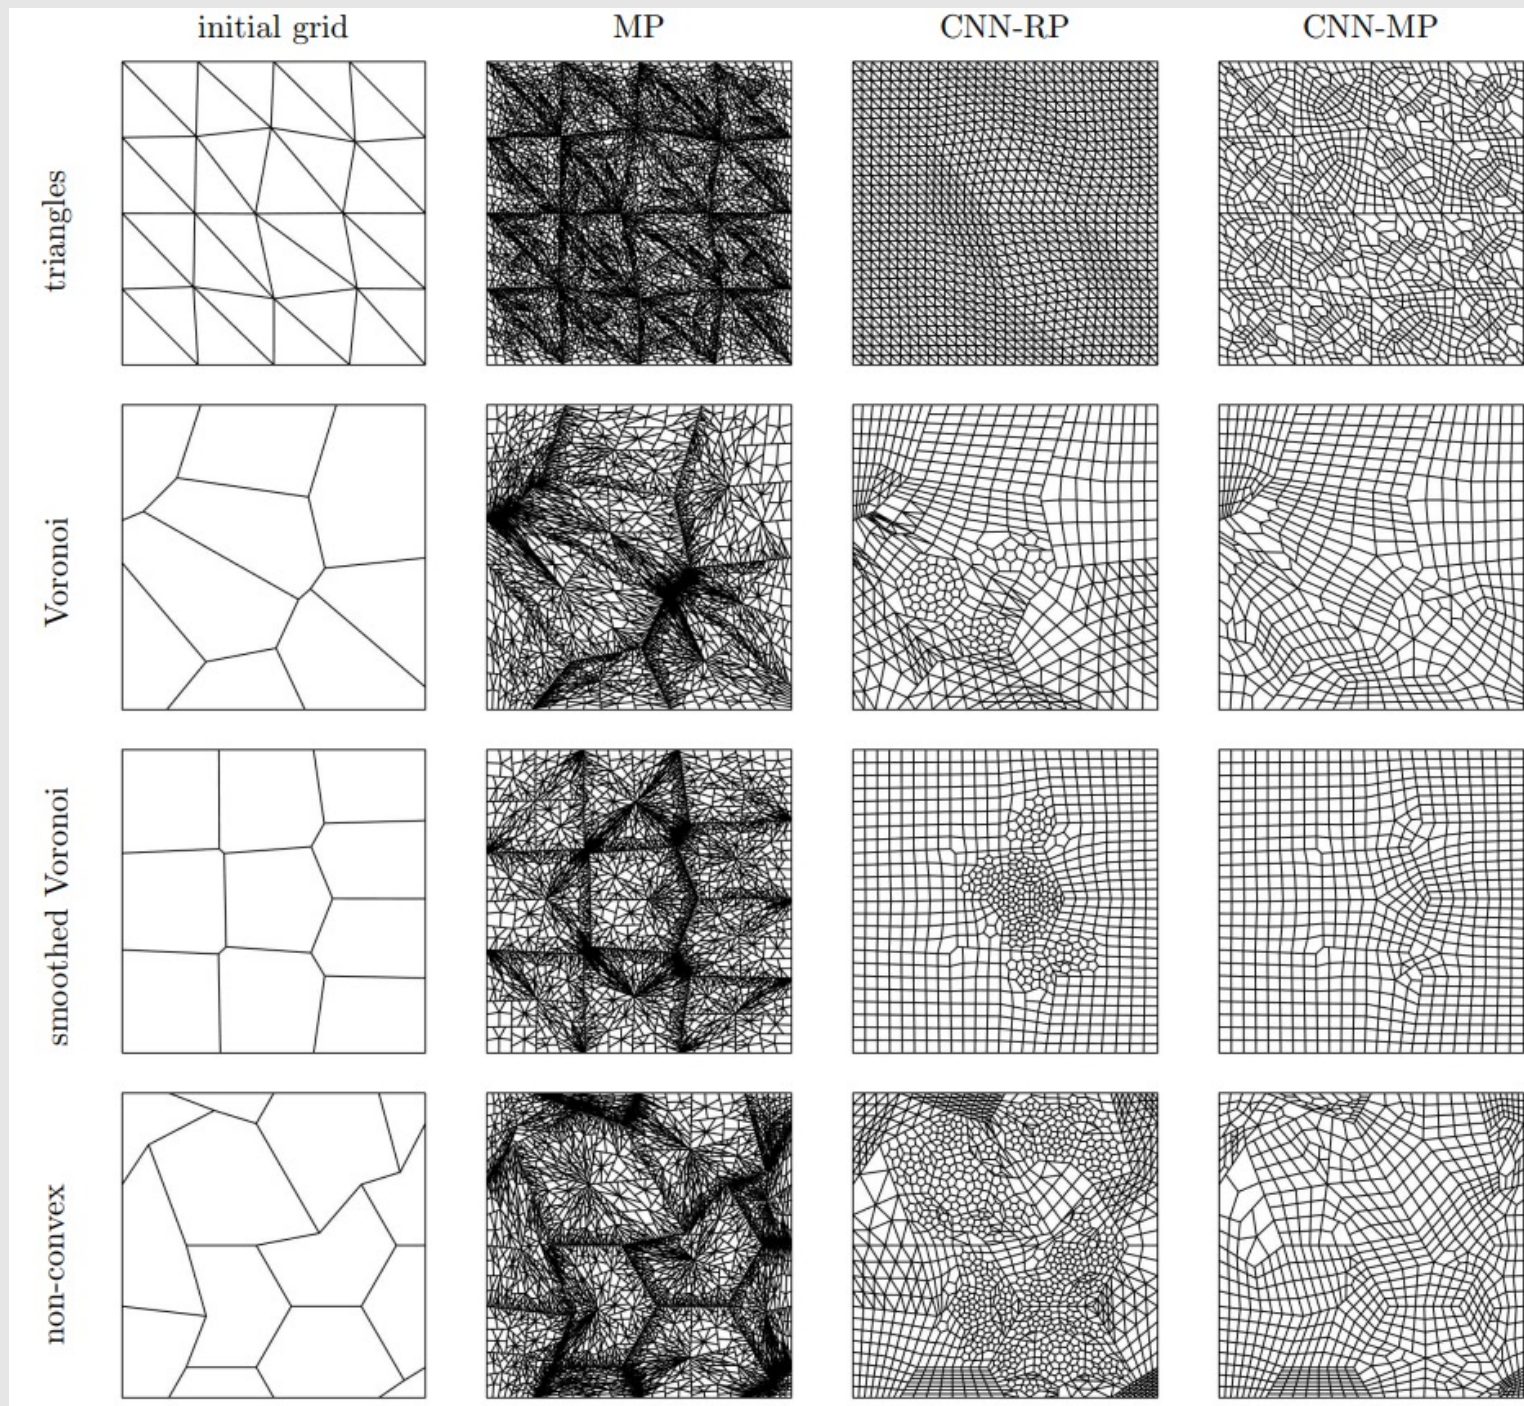 initial grid
MP
CNN-RP
CNN-MP
triangles
Voronoi
smoothed Voronoi
non-convex